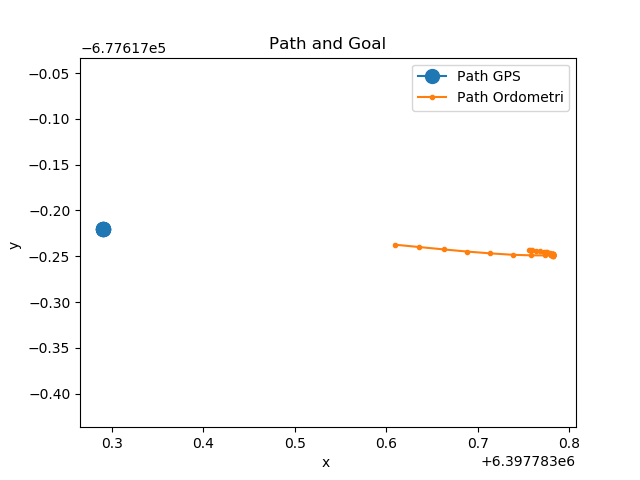 Path and Goal
−6.77617e5
Path GPS
Path Ordometri
−0.05
−0.10
−0.15
−0.20
−0.25
−0.30
−0.35
−0.40
y
0.3 0.4 0.5 0.6 0.7 0.8
x
+6.397783e6